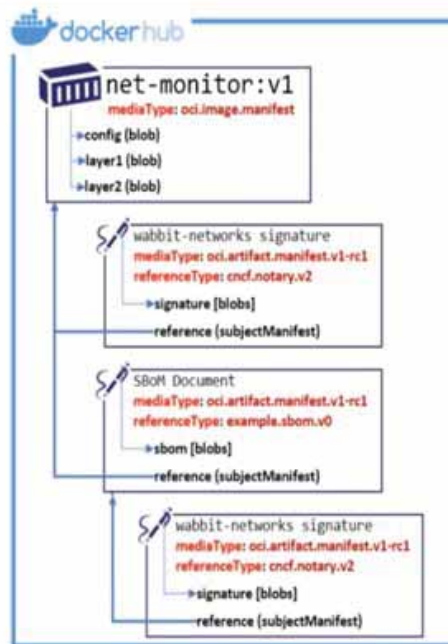 dockerhub
net-monitor:v1
mediaType: oci.image.manifest
config (blob)
layer1 (blob)
layer2 (blob)
wabbit-networks signature
mediaType: oci.artifact.manifest.v1-rc1
referenceType: cncf.notary.v2
signature [blobs]
reference (subjectManifest)
SBoM Document
mediaType: oci.artifact.manifest.v1-rc1
referenceType: example.sbom.v0
sbom [blobs]
reference (subjectManifest)
wabbit-networks signature
mediaType: oci.artifact.manifest.v1-rc1
referenceType: cncf.notary.v2
signature [blobs]
reference (subjectManifest)